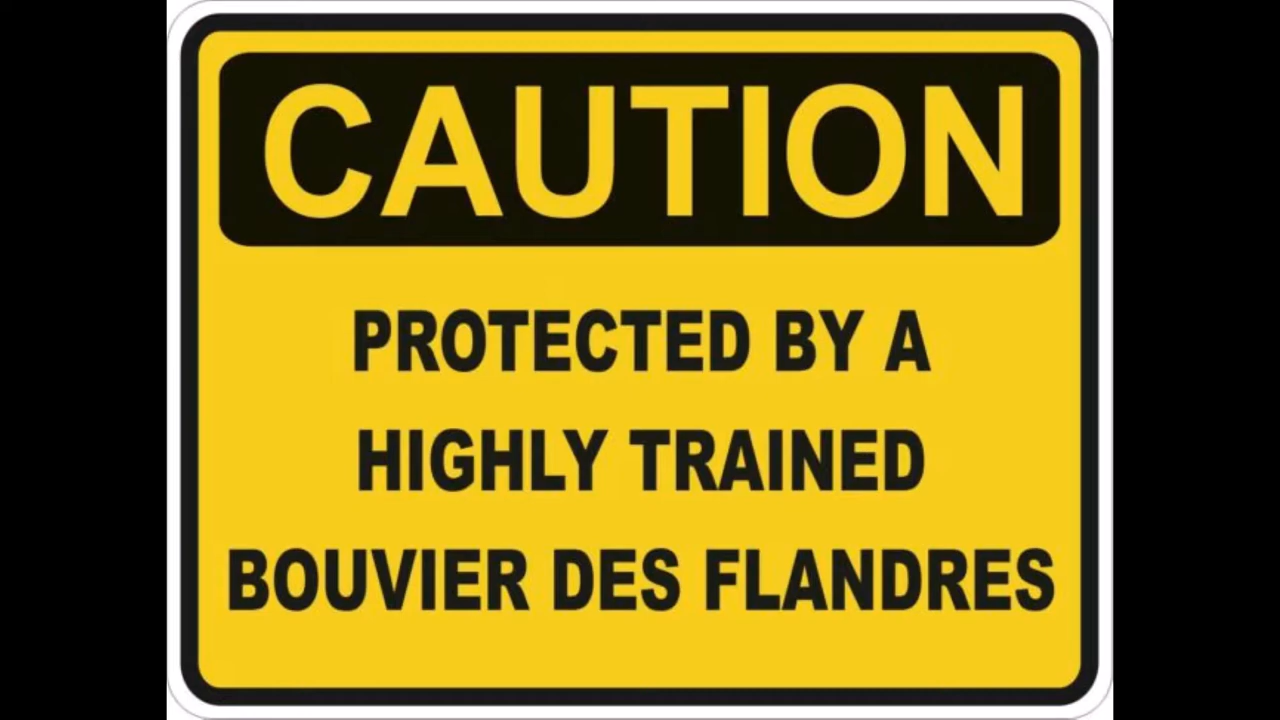 CAUTION
PROTECTED BY A
HIGHLY TRAINED
BOUVIER DES FLANDRES